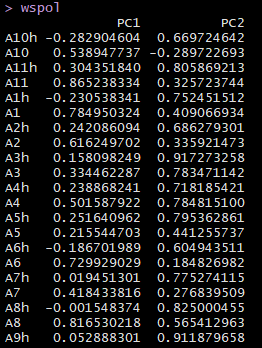 > wspol
PC1 PC2
A10h -0.282904604 0.669724642
A10 0.538947737 -0.289722693
A11h 0.304351840 0.805869213
A11 0.865238334 0.325723744
A1h -0.230538341 0.752451512
A1 0.784950324 0.409066934
A2h 0.242086094 0.686279301
A2 0.616249702 0.335921473
A3h 0.158098249 0.917273258
A3 0.334462287 0.783471142
A4h 0.238868241 0.718185421
A4 0.501587922 0.784815100
A5h 0.251640962 0.795362861
A5 0.215544703 0.441255737
A6h -0.186701989 0.604943511
A6 0.729929029 0.184826982
A7h 0.019451301 0.775274115
A7 0.418433816 0.276839509
A8h -0.001548374 0.825000455
A8 0.816530218 0.565412963
A9h 0.052888301 0.911879658